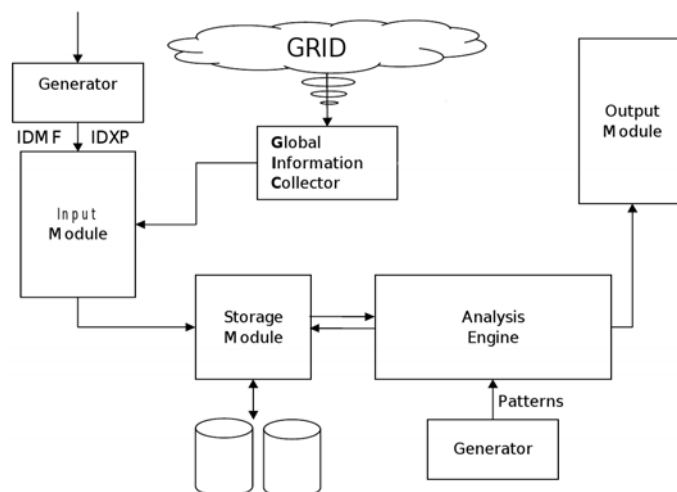 GRID
Generator
IDMF IDXP
Global
Information
Collector
Output
Module
Input
Module
Storage
Module
Analysis
Engine
Patterns
Generator